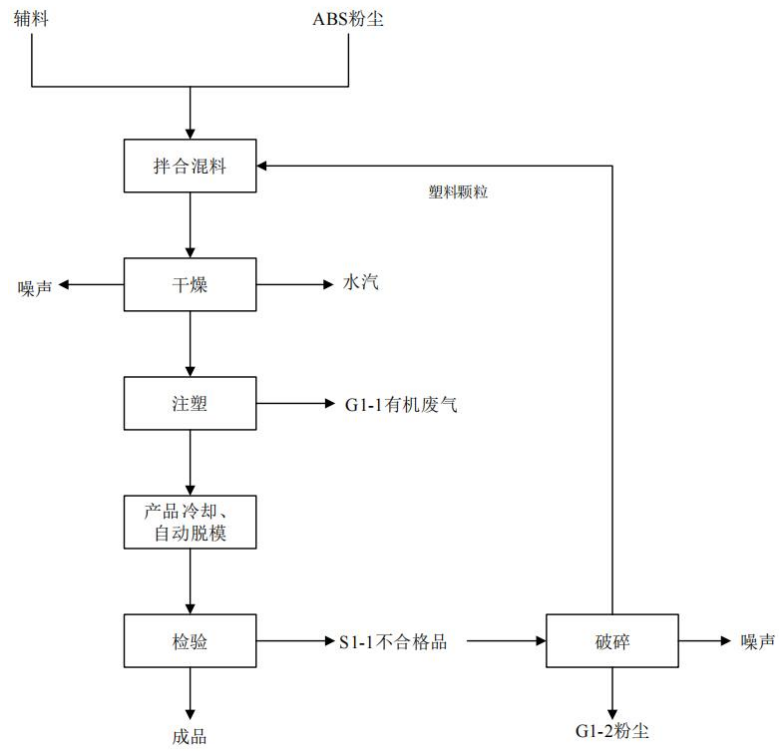 辅料
ABS粉尘
拌合混料
塑料颗粒
噪声
干燥
水汽
注塑
G1-1有机废气
产品冷却、
自动脱模
检验
S1-1不合格品
破碎
噪声
成品
G1-2粉尘